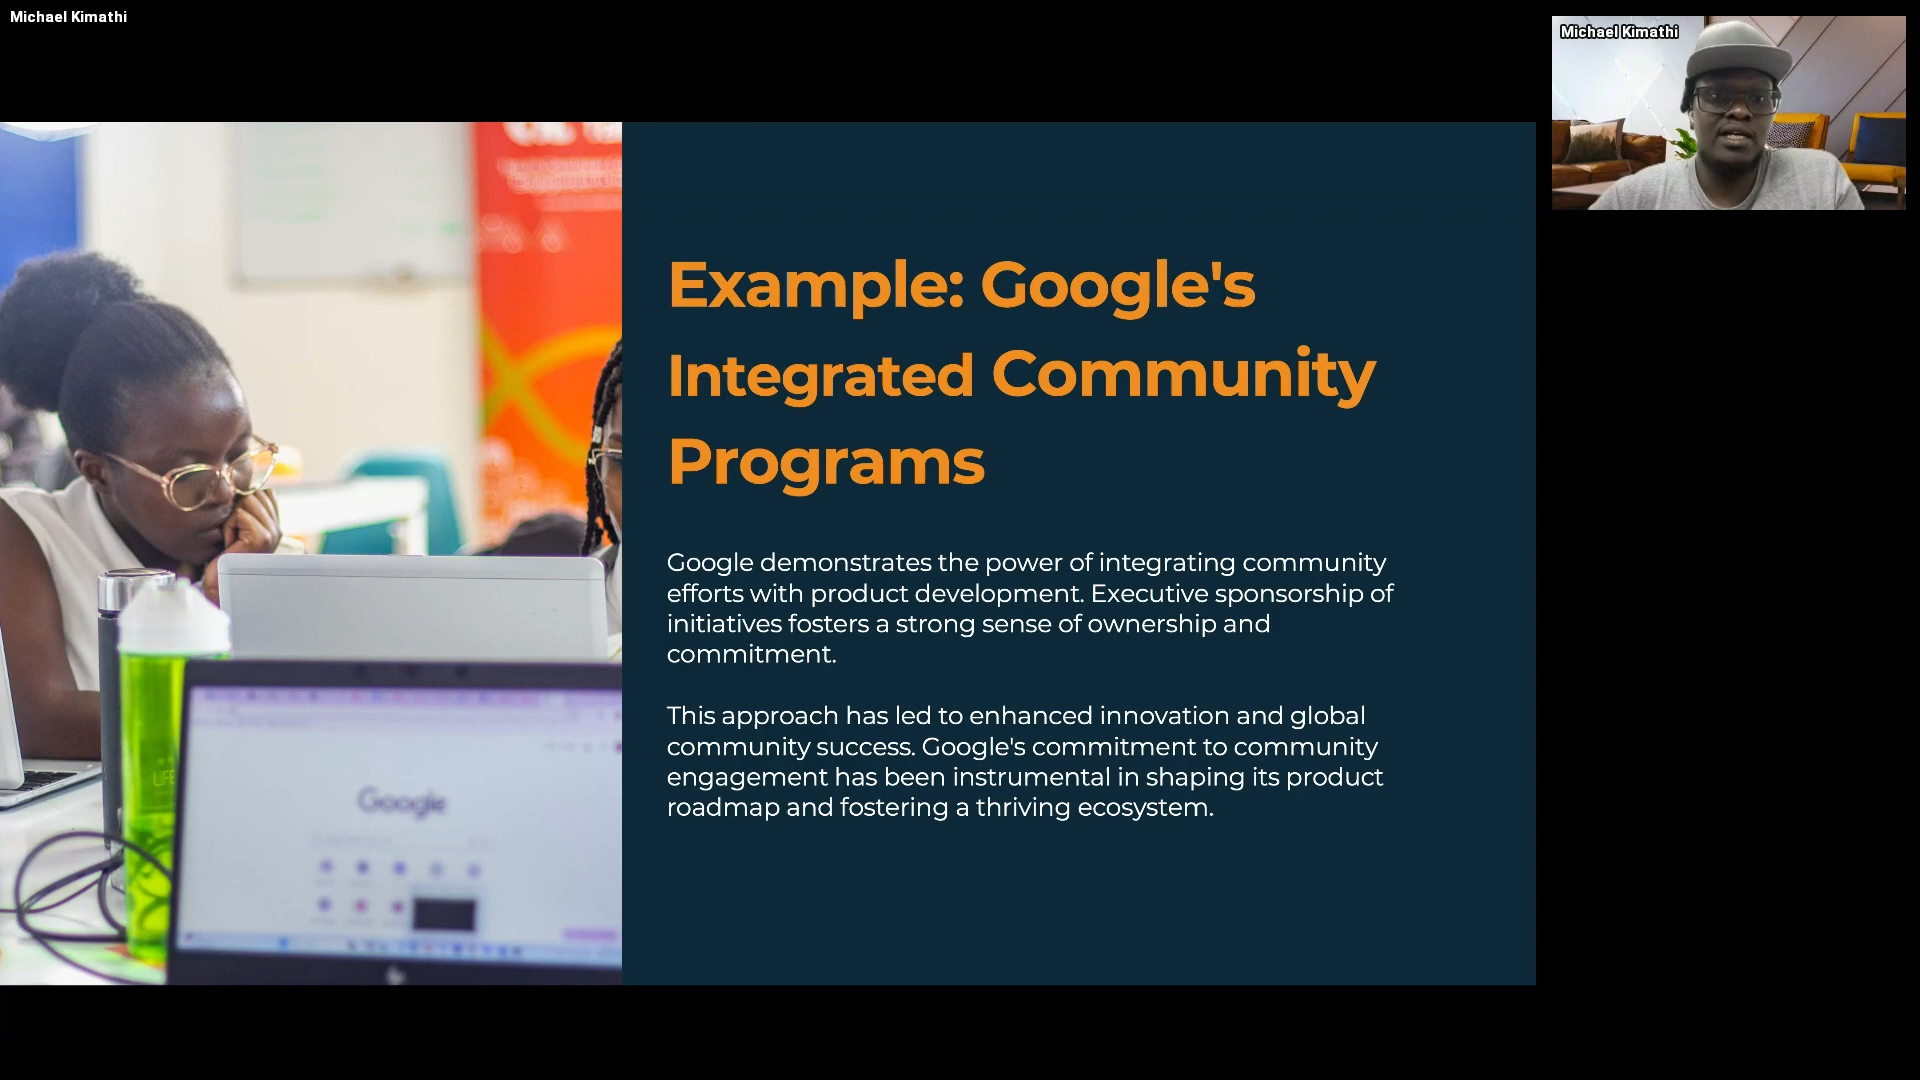 Michael Kimathi
Michael Kimathi
Example: Google's
Integrated Community
Programs
Google demonstrates the power of integrating community
efforts with product development. Executive sponsorship of
initiatives fosters a strong sense of ownership and
commitment.
This approach has led to enhanced innovation and global
community success. Google's commitment to community
engagement has been instrumental in shaping its product
roadmap and fostering a thriving ecosystem.
Google